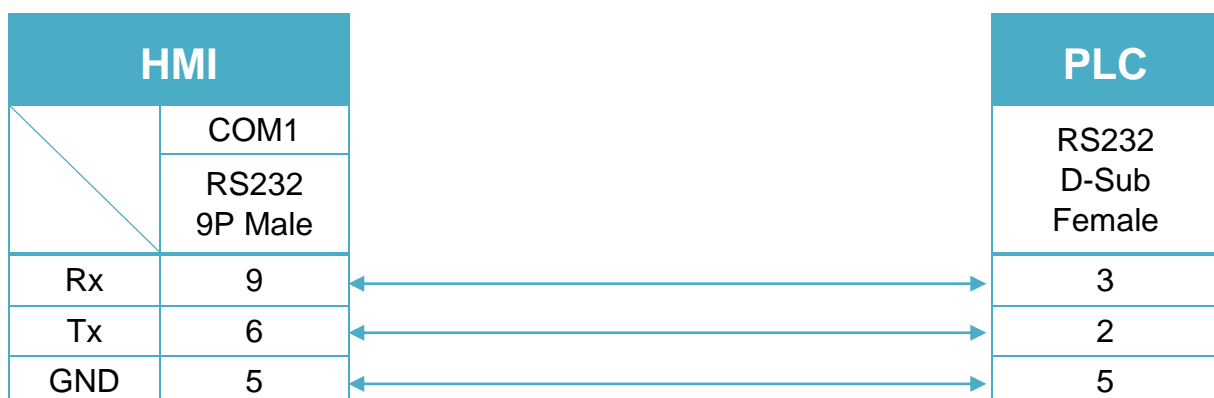 HMI
PLC
COM1
RS232
9P Male
RS232
D-Sub
Female
Rx 9 3
Tx 6 2
GND 5 5